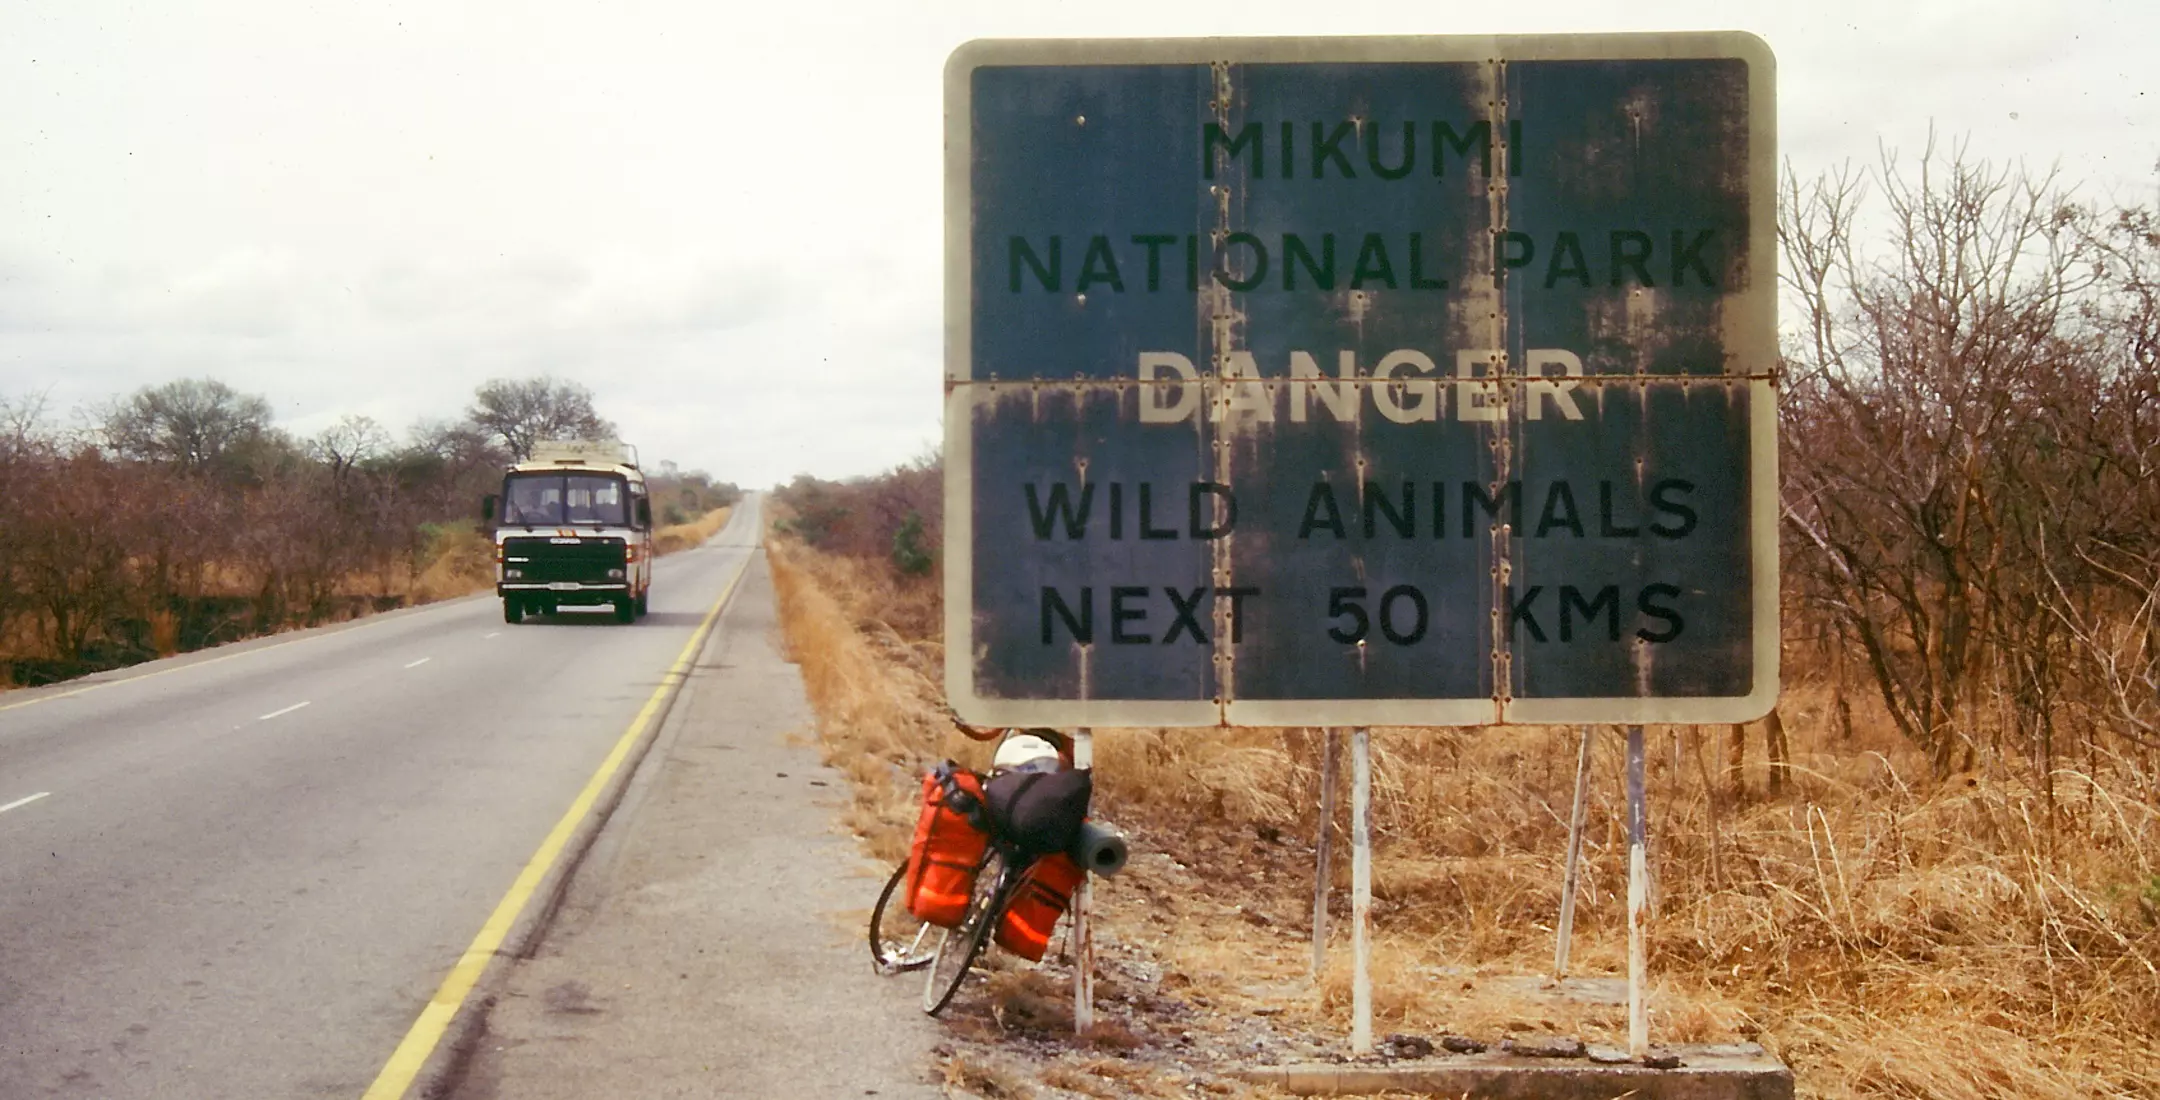 MIKUMI
NATIONAL PARK
DANGER
WILD ANIMALS
NEXT 50 KMS